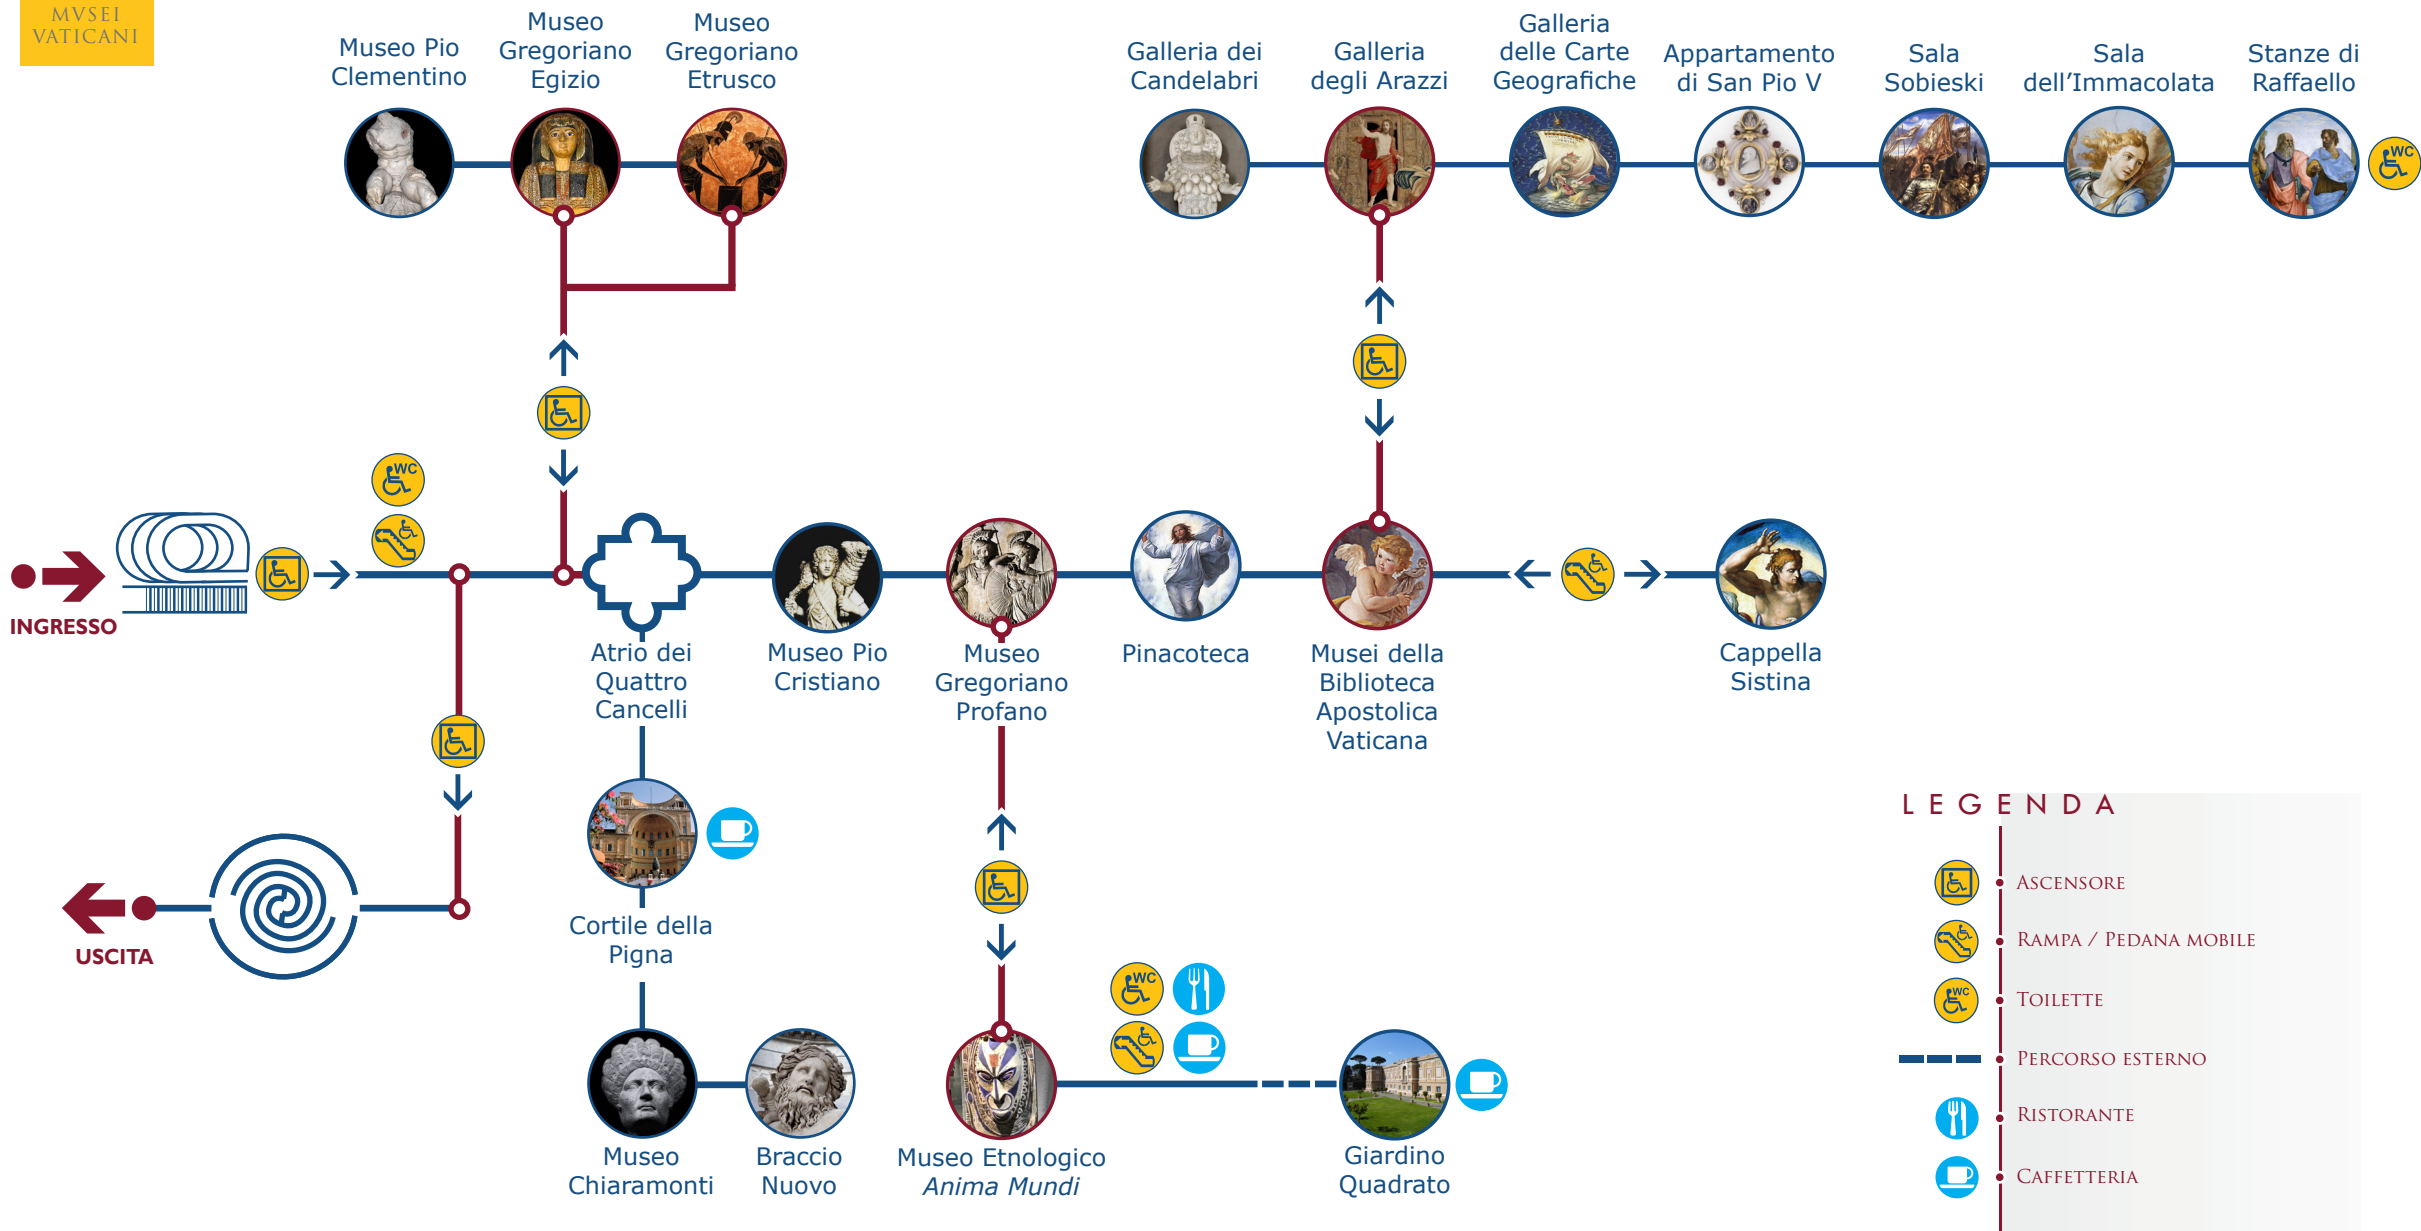 MVSEI
VATICANI
Museo Pio
Clementino
Museo
Gregoriano
Egizio
Museo
Gregoriano
Etrusco
Galleria dei
Candelabri
Galleria
degli Arazzi
Galleria
delle Carte
Geografiche
Appartamento
di San Pio V
Sala
Sobieski
Sala
dell'Immacolata
Stanze di
Raffaello
WC
WC
INGRESSO
Atrio dei
Quattro
Cancelli
Museo Pio
Cristiano
Museo
Gregoriano
Profano
Pinacoteca
Musei della
Biblioteca
Apostolica
Vaticana
Cappella
Sistina
USCITA
Cortile della
Pigna
WC
Museo
Chiaramonti
Braccio
Nuovo
Museo Etnologico
Anima Mundi
Giardino
Quadrato
LEGENDA
ASCENSORE
RAMPA / PEDANA MOBILE
WC
TOILETTE
PERCORSO ESTERNO
RISTORANTE
CAFFETTERIA